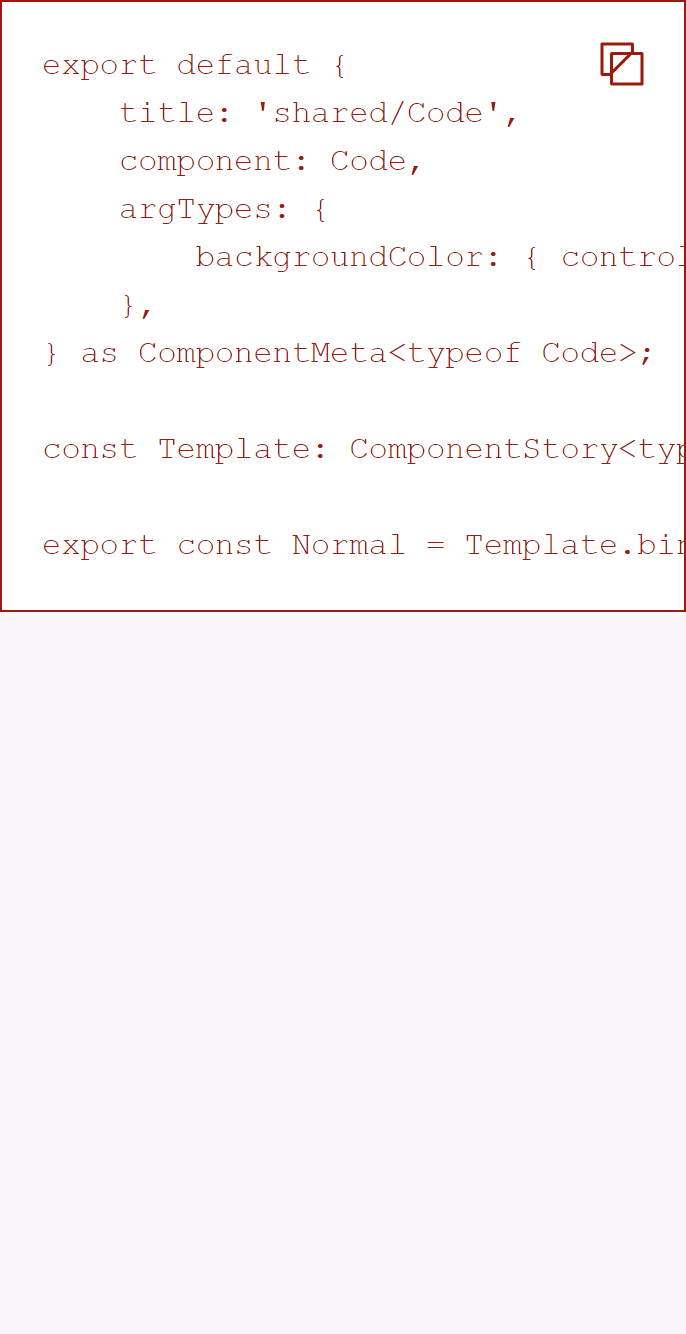 export default {
    title: 'shared/Code',
    component: Code,
    argTypes: {
        backgroundColor: { control
    },
} as ComponentMeta<typeof Code>;

const Template: ComponentStory<typ

export const Normal = Template.bin